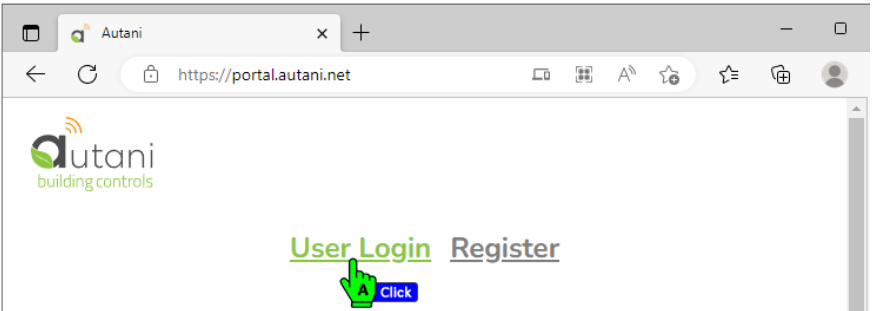 Autani
https://portal.autani.net
autani
building controls
User Login Register
A Click